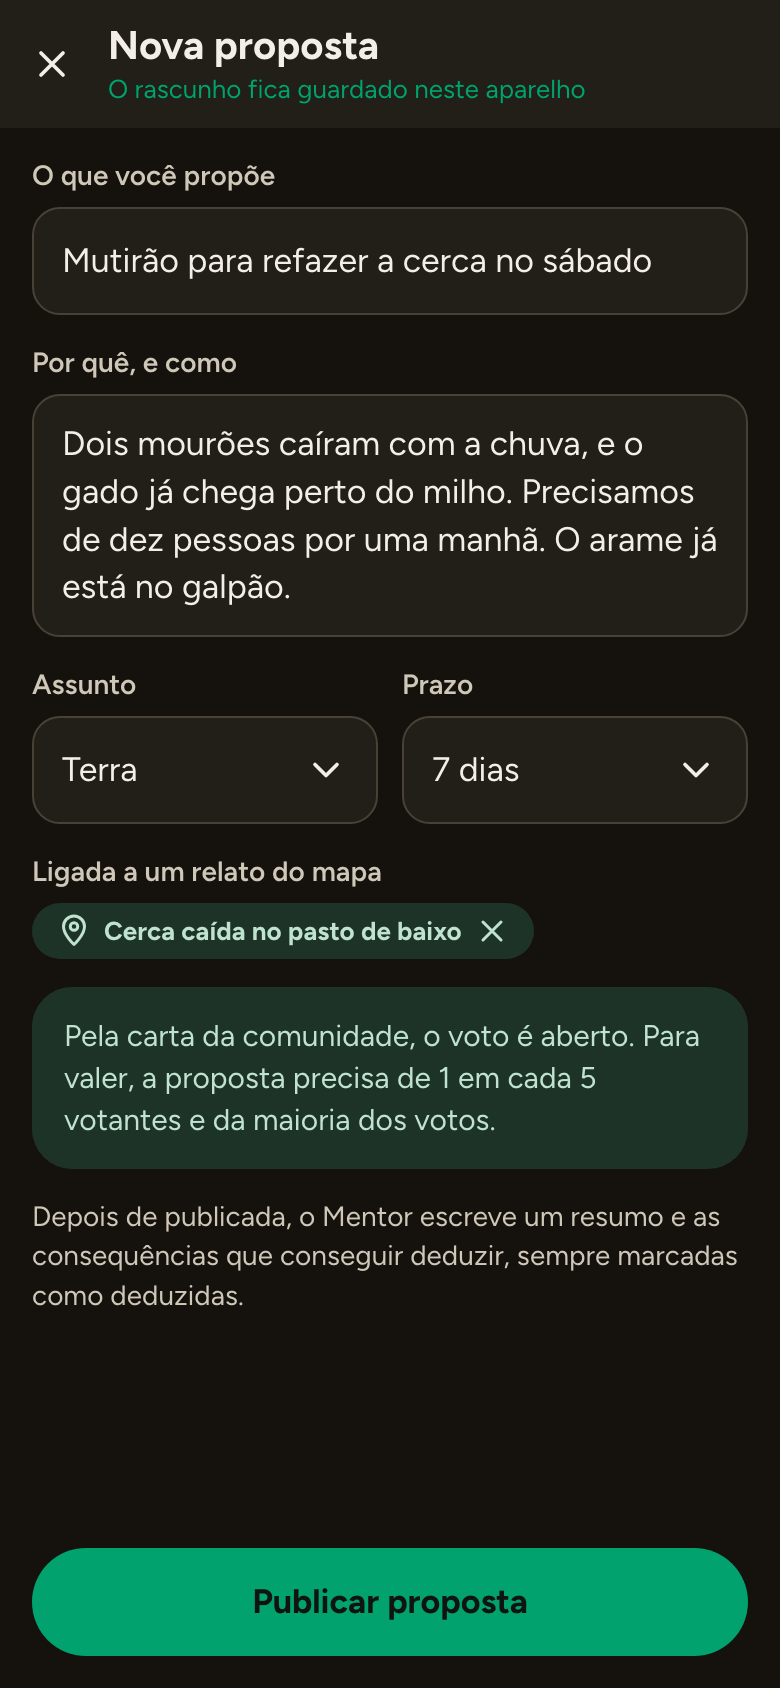 Nova proposta
O rascunho fica guardado neste aparelho
O que você propõe
Mutirão para refazer a cerca no sábado
Por quê, e como
Dois mourões caíram com a chuva, e o
gado já chega perto do milho. Precisamos
de dez pessoas por uma manhã. O arame já
está no galpão.
Assunto
Prazo
Terra
7 dias
Ligada a um relato do mapa
Cerca caída no pasto de baixo
Pela carta da comunidade, o voto é aberto. Para
valer, a proposta precisa de 1 em cada 5
votantes e da maioria dos votos.
Depois de publicada, o Mentor escreve um resumo e as
consequências que conseguir deduzir, sempre marcadas
como deduzidas.
Publicar proposta